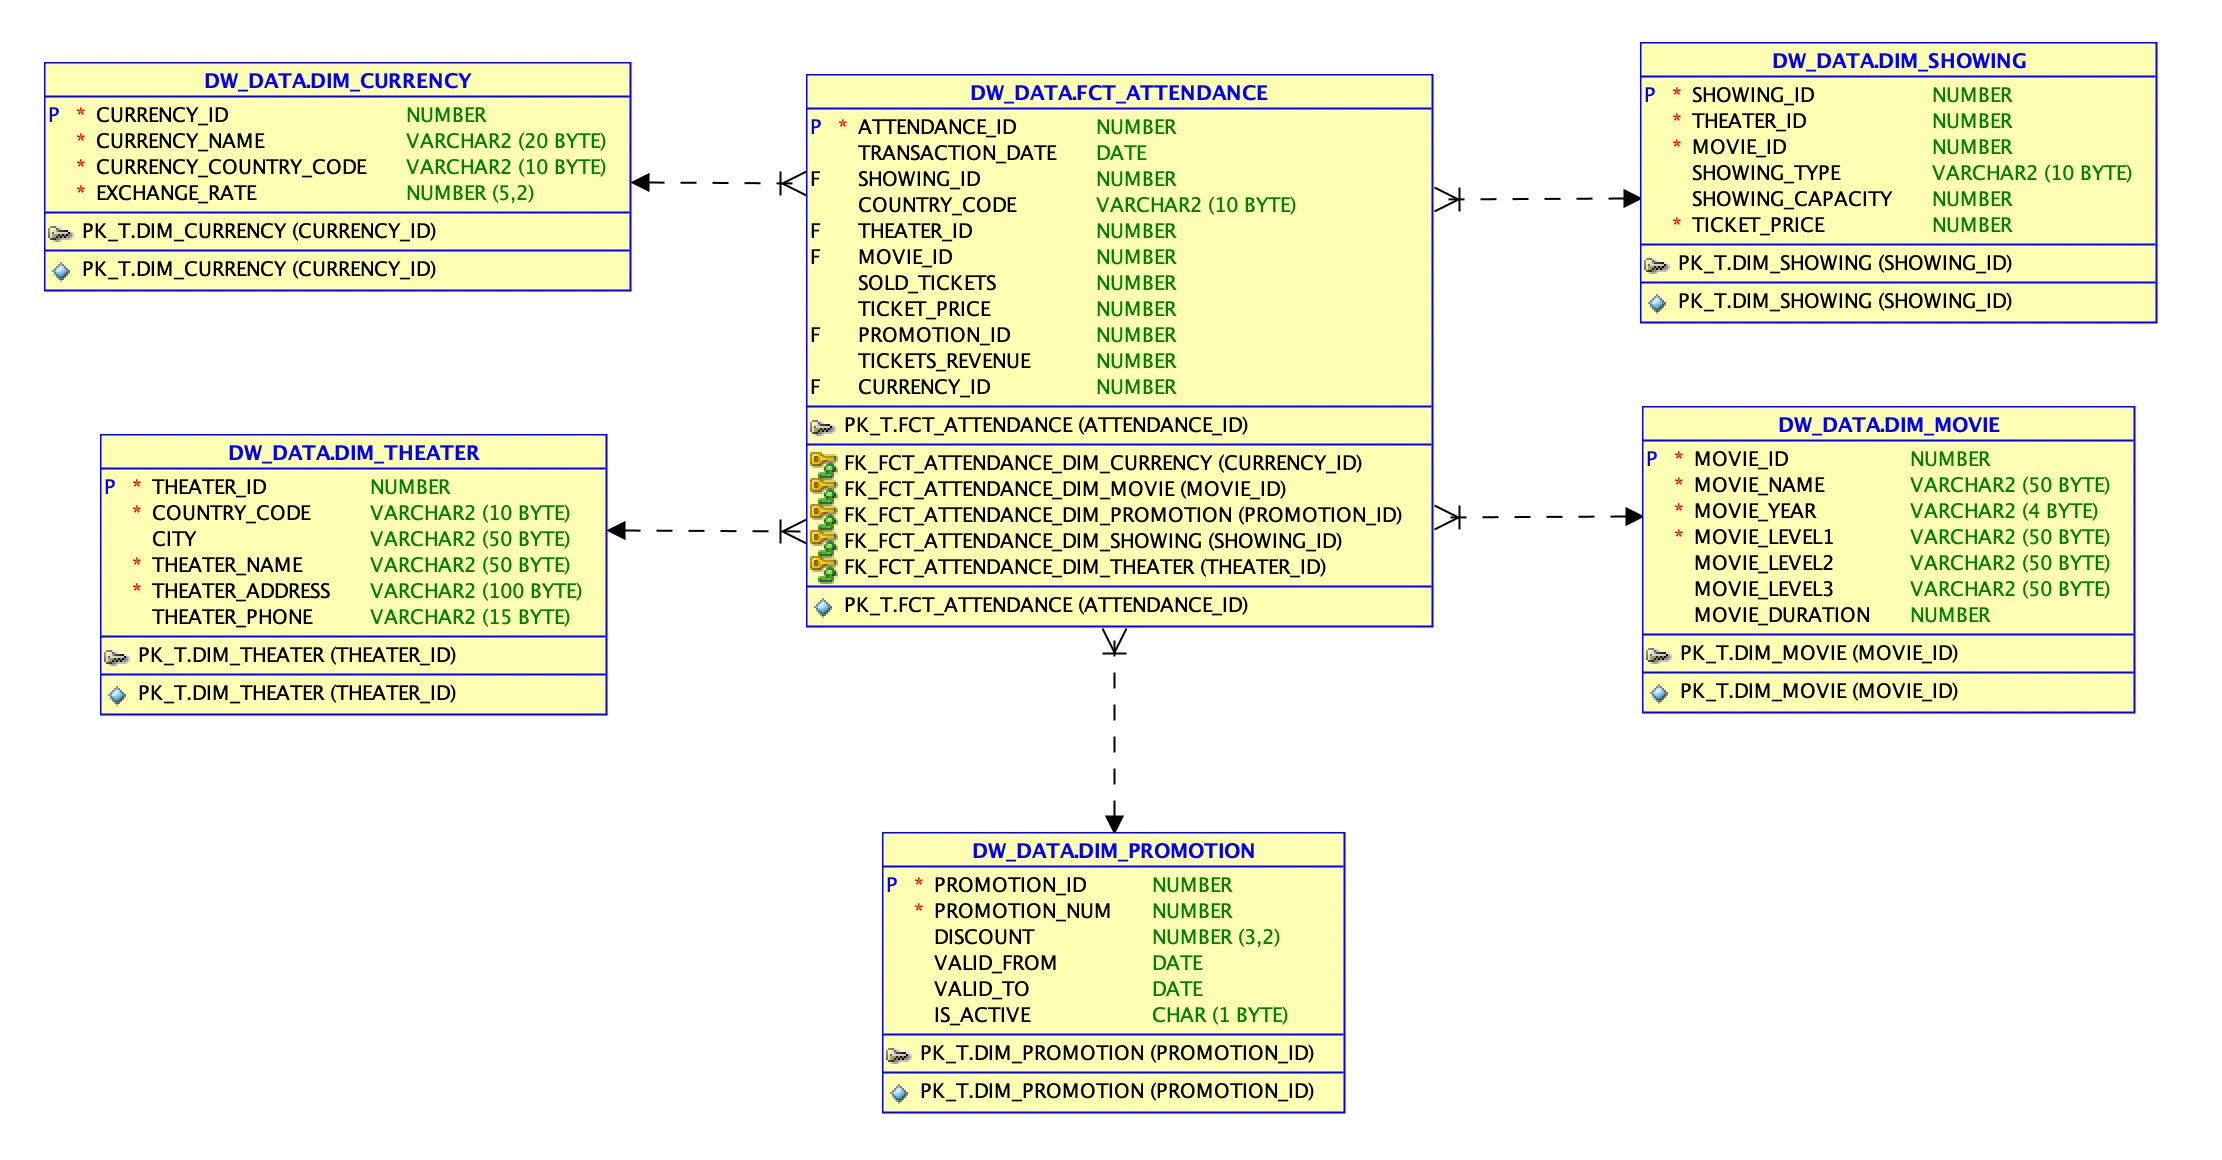 DW_DATA.DIM_CURRENCY
P * CURRENCY_ID NUMBER
* CURRENCY_NAME VARCHAR2 (20 BYTE)
* CURRENCY_COUNTRY_CODE VARCHAR2 (10 BYTE)
* EXCHANGE_RATE NUMBER (5,2)
PK_T.DIM_CURRENCY (CURRENCY_ID)
PK_T.DIM_CURRENCY (CURRENCY_ID)
DW_DATA.FCT_ATTENDANCE
P * ATTENDANCE_ID NUMBER
TRANSACTION_DATE DATE
F SHOWING_ID NUMBER
COUNTRY_CODE VARCHAR2 (10 BYTE)
F THEATER_ID NUMBER
F MOVIE_ID NUMBER
SOLD_TICKETS NUMBER
TICKET_PRICE NUMBER
F PROMOTION_ID NUMBER
TICKETS_REVENUE NUMBER
F CURRENCY_ID NUMBER
PK_T.FCT_ATTENDANCE (ATTENDANCE_ID)
FK_FCT_ATTENDANCE_DIM_CURRENCY (CURRENCY_ID)
FK_FCT_ATTENDANCE_DIM_MOVIE (MOVIE_ID)
FK_FCT_ATTENDANCE_DIM_PROMOTION (PROMOTION_ID)
FK_FCT_ATTENDANCE_DIM_SHOWING (SHOWING_ID)
FK_FCT_ATTENDANCE_DIM_THEATER (THEATER_ID)
PK_T.FCT_ATTENDANCE (ATTENDANCE_ID)
DW_DATA.DIM_SHOWING
P * SHOWING_ID NUMBER
* THEATER_ID NUMBER
* MOVIE_ID NUMBER
SHOWING_TYPE VARCHAR2 (10 BYTE)
SHOWING_CAPACITY NUMBER
* TICKET_PRICE NUMBER
PK_T.DIM_SHOWING (SHOWING_ID)
PK_T.DIM_SHOWING (SHOWING_ID)
DW_DATA.DIM_THEATER
P * THEATER_ID NUMBER
* COUNTRY_CODE VARCHAR2 (10 BYTE)
CITY VARCHAR2 (50 BYTE)
* THEATER_NAME VARCHAR2 (50 BYTE)
* THEATER_ADDRESS VARCHAR2 (100 BYTE)
THEATER_PHONE VARCHAR2 (15 BYTE)
PK_T.DIM_THEATER (THEATER_ID)
PK_T.DIM_THEATER (THEATER_ID)
DW_DATA.DIM_MOVIE
P * MOVIE_ID NUMBER
* MOVIE_NAME VARCHAR2 (50 BYTE)
* MOVIE_YEAR VARCHAR2 (4 BYTE)
* MOVIE_LEVEL1 VARCHAR2 (50 BYTE)
MOVIE_LEVEL2 VARCHAR2 (50 BYTE)
MOVIE_LEVEL3 VARCHAR2 (50 BYTE)
MOVIE_DURATION NUMBER
PK_T.DIM_MOVIE (MOVIE_ID)
PK_T.DIM_MOVIE (MOVIE_ID)
DW_DATA.DIM_PROMOTION
P * PROMOTION_ID NUMBER
* PROMOTION_NUM NUMBER
DISCOUNT NUMBER (3,2)
VALID_FROM DATE
VALID_TO DATE
IS_ACTIVE CHAR (1 BYTE)
PK_T.DIM_PROMOTION (PROMOTION_ID)
PK_T.DIM_PROMOTION (PROMOTION_ID)